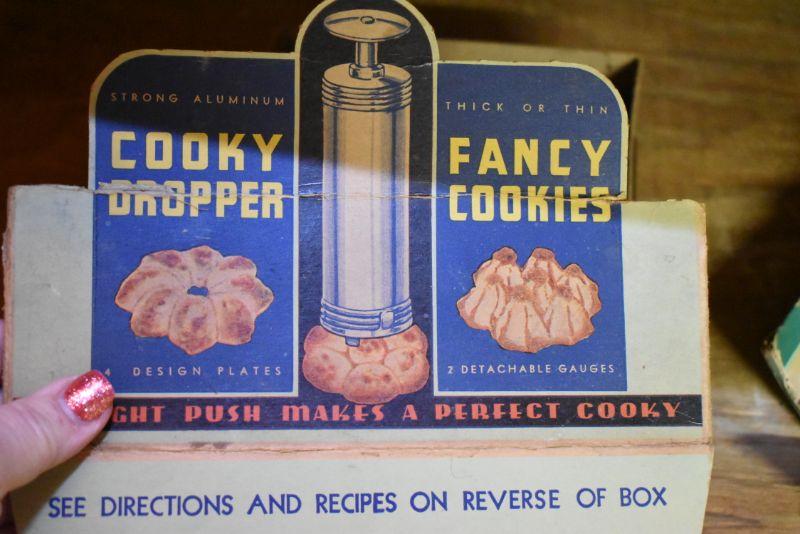 STRONG ALUMINUM
COOKY
DROPPER
4 DESIGN PLATES
THICK OR THIN
FANCY
COOKIES
2 DETACHABLE GAUGES
GHT PUSH MAKES A PERFECT COOKY
SEE DIRECTIONS AND RECIPES ON REVERSE OF BOX